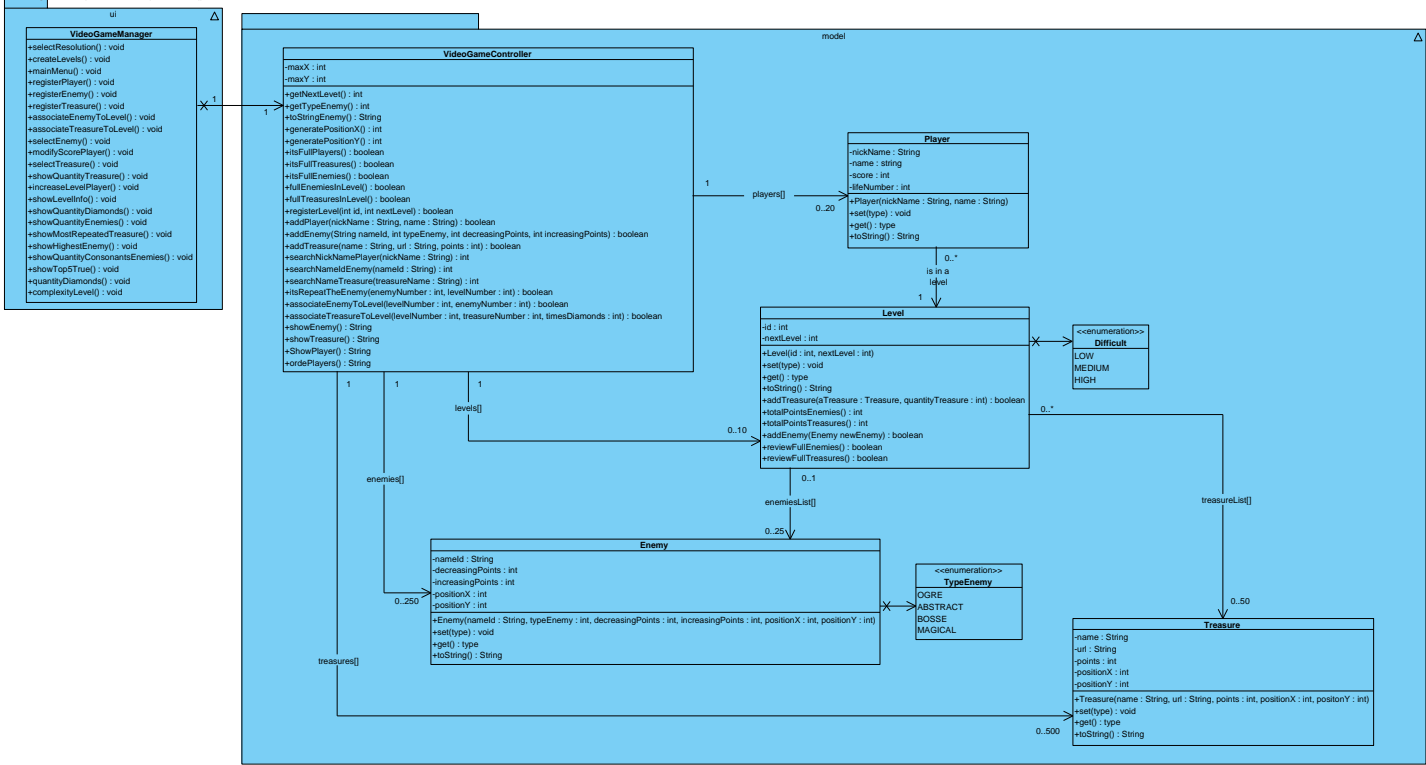 ui
VideoGameManager
+selectResolution() : void
+createLevels() : void
+mainMenu() : void
+registerPlayer() : void
+registerEnemy() : void
+registerTreasure() : void
+associateEnemyToLevel() : void
+associateTreasureToLevel() : void
+selectEnemy() : void
+modifyScorePlayer() : void
+selectTreasure() : void
+showQuantityTreasure() : void
+increaseLevelPlayer() : void
+showLevelInfo() : void
+showQuantityDiamonds() : void
+showQuantityEnemies() : void
+showMostRepeatedTreasure() : void
+showHighestEnemy() : void
+showQuantityConsonantsEnemies() : void
+showTop5True() : void
+quantityDiamonds() : void
+complexityLevel() : void
1
1
model
VideoGameController
-maxX : int
-maxY : int
+getNextLevet() : int
+getTypeEnemy() : int
+toStringEnemy() : String
+generatePositionX() : int
+generatePositionY() : int
+itsFullPlayers() : boolean
+itsFullTreasures() : boolean
+itsFullEnemies() : boolean
+fullEnemiesInLevel() : boolean
+fullTreasuresInLevel() : boolean
+registerLevel(int id, int nextLevel) : boolean
+addPlayer(nickName : String, name : String) : boolean
+addEnemy(String nameId, int typeEnemy, int decreasingPoints, int increasingPoints) : boolean
+addTreasure(name : String, url : String, points : int) : boolean
+searchNickNamePlayer(nickName : String) : int
+searchNameIdEnemy(nameId : String) : int
+searchNameTreasure(treasureName : String) : int
+itsRepeatTheEnemy(enemyNumber : int, levelNumber : int) : boolean
+associateEnemyToLevel(levelNumber : int, enemyNumber : int) : boolean
+associateTreasureToLevel(levelNumber : int, treasureNumber : int, timesDiamonds : int) : boolean
+showEnemy() : String
+showTreasure() : String
+ShowPlayer() : String
+ordePlayers() : String
1
players[]
0..20
Player
-nickName : String
-name : string
-score : int
-lifeNumber : int
+Player(nickName : String, name : String)
+set(type) : void
+get() : type
+toString() : String
0..*
is in a
level
1
Level
-id : int
-nextLevel : int
+Level(id : int, nextLevel : int)
+set(type) : void
+get() : type
+toString() : String
+addTreasure(aTreasure : Treasure, quantityTreasure : int) : boolean
+totalPointsEnemies() : int
+totalPointsTreasures() : int
+addEnemy(Enemy newEnemy) : boolean
+reviewFullEnemies() : boolean
+reviewFullTreasures() : boolean
<<enumeration>>
Difficult
LOW
MEDIUM
HIGH
1
1
1
levels[]
0..10
0..*
enemies[]
0..1
enemiesList[]
0..25
treasureList[]
0..50
0..250
Enemy
-nameId : String
-decreasingPoints : int
-increasingPoints : int
-positionX : int
-positionY : int
+Enemy(nameId : String, typeEnemy : int, decreasingPoints : int, increasingPoints : int, positionX : int, positionY : int)
+set(type) : void
+get() : type
+toString() : String
<<enumeration>>
TypeEnemy
OGRE
ABSTRACT
BOSSE
MAGICAL
treasures[]
0..500
Treasure
-name : String
-url : String
-points : int
-positionX : int
-positionY : int
+Treasure(name : String, url : String, points : int, positionX : int, positonY : int)
+set(type) : void
+get() : type
+toString() : String